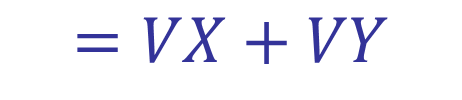 = VX + VY